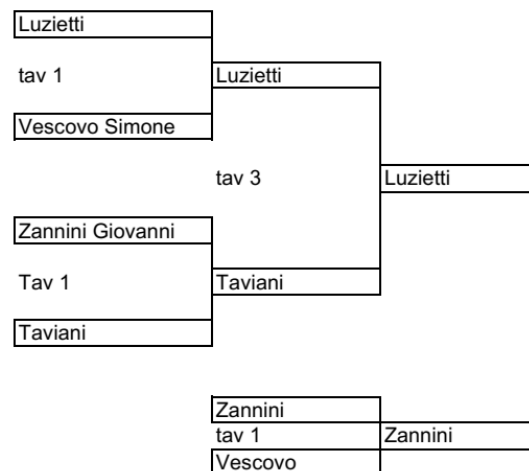 Luzietti
tav 1
Luzietti
Vescovo Simone
tav 3
Luzietti
Zannini Giovanni
Tav 1
Taviani
Taviani
Zannini
tav 1
Zannini
Vescovo